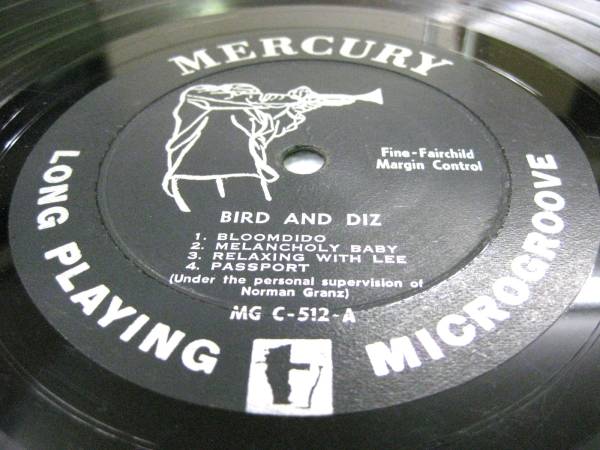 MERCURY
Fine-Fairchild
Margin Control
BIRD AND DIZ
1. BLOOMDIDO
2. MELANCHOLY BABY
3. RELAXING WITH LEE
4. PASSPORT
(Under the personal supervision of
Norman Granz)
MG C-512-A
LONG PLAYING
MICROGROOVE